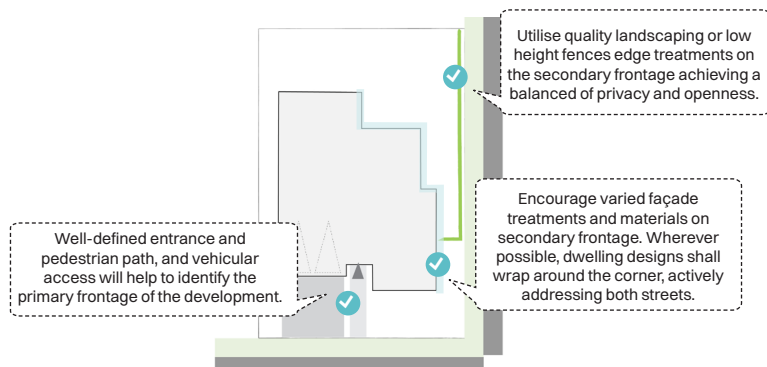 Utilise quality landscaping or low
height fences edge treatments on
the secondary frontage achieving a
balanced of privacy and openness.
Encourage varied façade
treatments and materials on
secondary frontage. Wherever
possible, dwelling designs shall
wrap around the corner, actively
addressing both streets.
Well-defined entrance and
pedestrian path, and vehicular
access will help to identify the
primary frontage of the development.